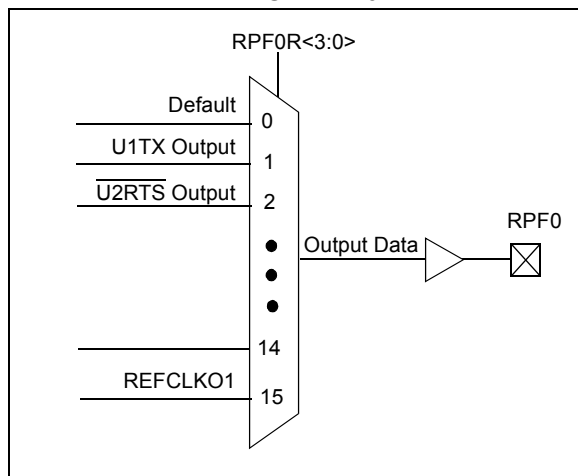 RPF0R<3:0>
Default
0
U1TX Output
1
U2RTS Output
2
RPF0
Output Data
14
REFCLKO1
15